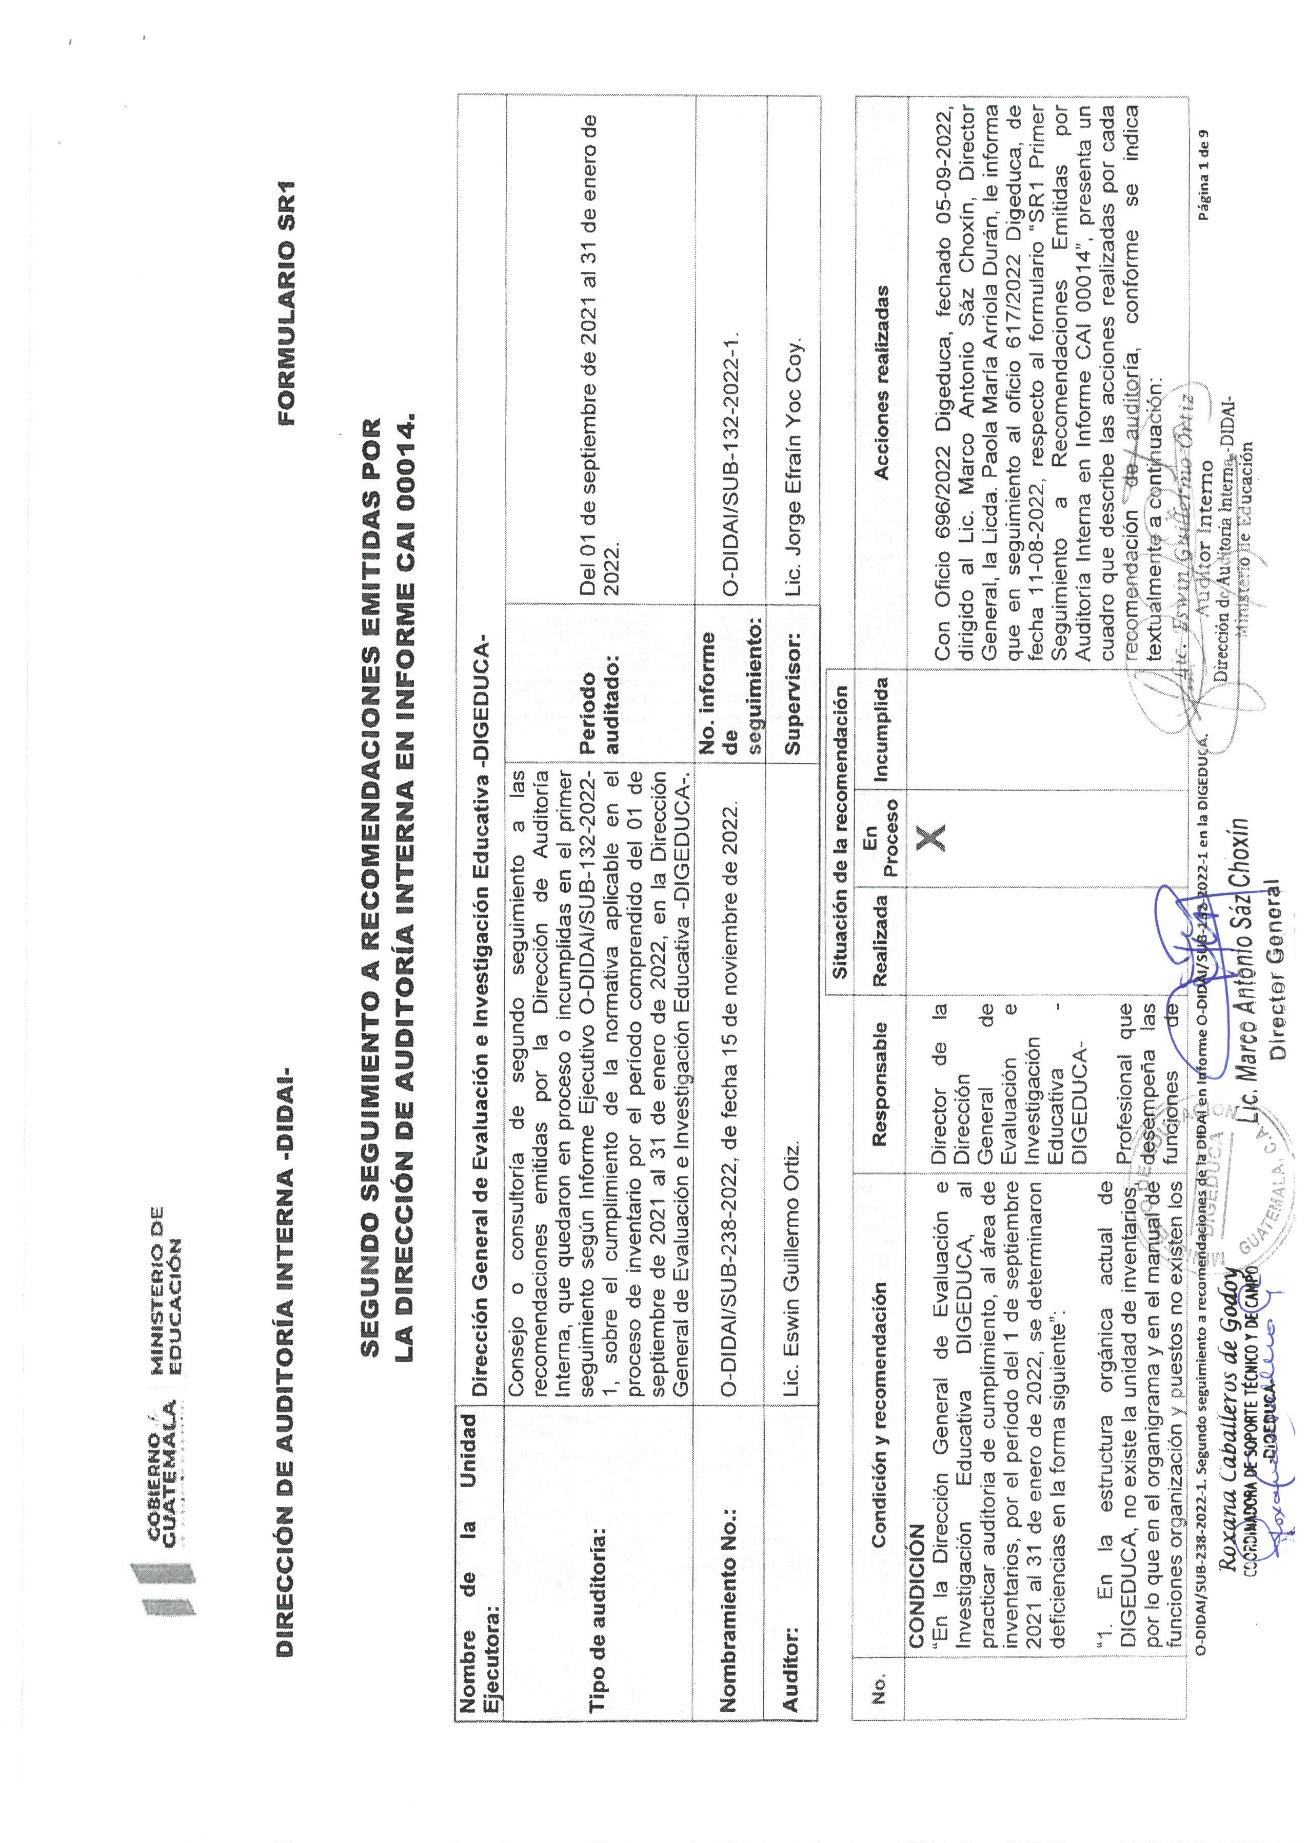 GOBIERNO de
GUATEMALA
MINISTERIO DE
EDUCACIÓN
DIRECCIÓN DE AUDITORÍA INTERNA -DIDAI-
FORMULARIO SR1
SEGUNDO SEGUIMIENTO A RECOMENDACIONES EMITIDAS POR
LA DIRECCIÓN DE AUDITORÍA INTERNA EN INFORME CAI 00014.
Nombre de la Unidad
Ejecutora:
Dirección General de Evaluación e Investigación Educativa -DIGEDUCA-
Tipo de auditoría:
Consejo o consultoría de segundo seguimiento a las
recomendaciones emitidas por la Dirección de Auditoría
Interna, que quedaron en proceso o incumplidas en el primer
seguimiento según Informe Ejecutivo O-DIDAI/SUB-132-2022-
1, sobre el cumplimiento de la normativa aplicable en el
proceso de inventario por el período comprendido del 01 de
septiembre de 2021 al 31 de enero de 2022, en la Dirección
General de Evaluación e Investigación Educativa -DIGEDUCA-.
Período
auditado:
Del 01 de septiembre de 2021 al 31 de enero de
2022.
Nombramiento No.:
O-DIDAI/SUB-238-2022, de fecha 15 de noviembre de 2022.
No. informe
de
seguimiento:
O-DIDAI/SUB-132-2022-1.
Auditor:
Lic. Eswin Guillermo Ortiz.
Supervisor:
Lic. Jorge Efraín Yoc Coy.
No.
Condición y recomendación
Responsable
Situación de la recomendación
Realizada
En
Proceso
Incumplida
Acciones realizadas
CONDICIÓN
"En la Dirección General de Evaluación e
Investigación Educativa DIGEDUCA, al
practicar auditoria de cumplimiento, al área de
inventarios, por el período del 1 de septiembre
2021 al 31 de enero de 2022, se determinaron
deficiencias en la forma siguiente":
"1. En la estructura orgánica actual de
DIGEDUCA, no existe la unidad de inventarios,
por lo que en el organigrama y en el manual de
funciones organización y puestos no existen los
Director de la
Dirección
General de
Evaluación e
Investigación
Educativa -
DIGEDUCA-
Profesional que
desempeña las
funciones de
X
Con Oficio 696/2022 Digeduca, fechado 05-09-2022,
dirigido al Lic. Marco Antonio Sáz Choxín, Director
General, la Licda. Paola María Arriola Durán, le informa
que en seguimiento al oficio 617/2022 Digeduca, de
fecha 11-08-2022, respecto al formulario "SR1 Primer
Seguimiento a Recomendaciones Emitidas por
Auditoría Interna en Informe CAI 00014", presenta un
cuadro que describe las acciones realizadas por cada
recomendación de auditoría, conforme se indica
textualmente a continuación:
O-DIDAI/SUB-238-2022-1. Segundo seguimiento a recomendaciones de la DIDAI en Informe O-DIDAI/SUB-132-2022-1 en la DIGEDUCA.
Página 1 de 9
Roxana Caballeros de Godoy
COORDINADORA DE SOPORTE TÉCNICO Y DE CAMPO
DIGEDUCA
DIGEDUCA
GUATEMALA, C.A.
Lic. Marco Antonio Sáz Choxín
Director General
Lic. Eswin Guillermo Ortiz
Auditor Interno
Dirección de Auditoría Interna -DIDAI-
Ministerio de Educación